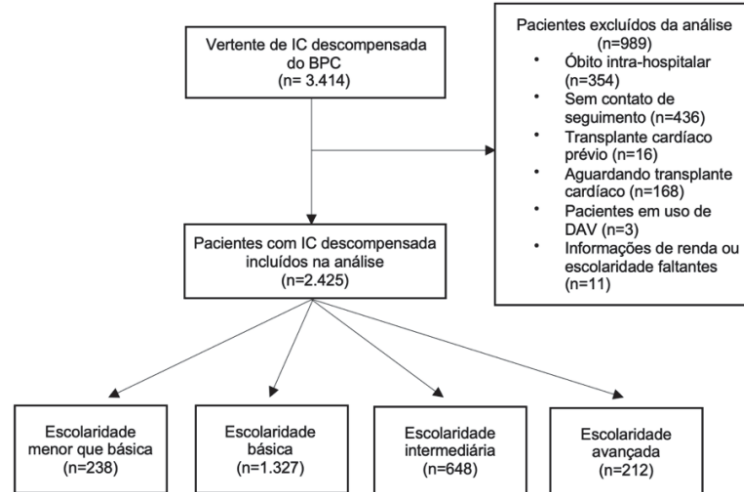 Vertente de IC descompensada
do BPC
(n= 3.414)
Pacientes excluídos da análise
(n=989)
• Óbito intra-hospitalar
(n=354)
• Sem contato de
seguimento (n=436)
• Transplante cardíaco
prévio (n=16)
• Aguardando transplante
cardíaco (n=168)
• Pacientes em uso de
DAV (n=3)
• Informações de renda ou
escolaridade faltantes
(n=11)
Pacientes com IC descompensada
incluídos na análise
(n=2.425)
Escolaridade
menor que básica
(n=238)
Escolaridade
básica
(n=1.327)
Escolaridade
intermediária
(n=648)
Escolaridade
avançada
(n=212)